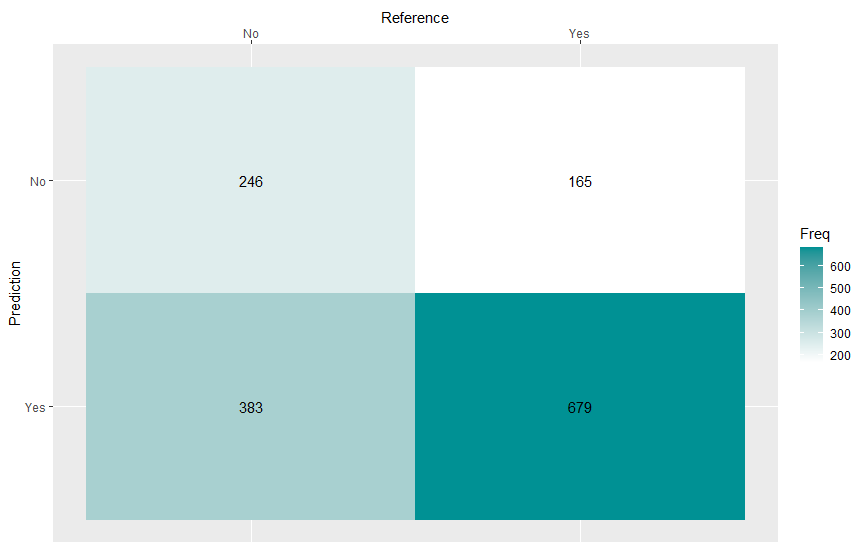 Reference
No Yes
No 246 165
Prediction
Yes 383 679
Freq
600
500
400
300
200